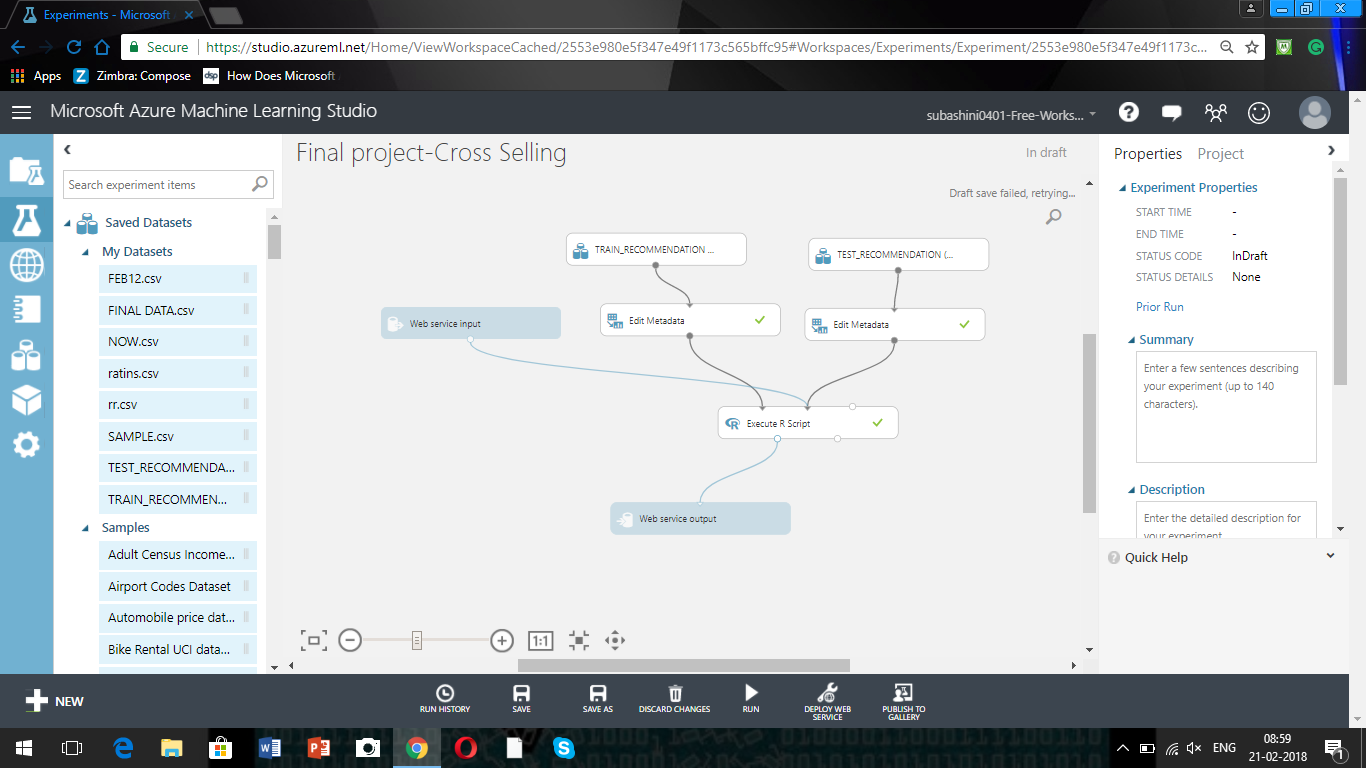 Experiments - Microsoft
Secure
https://studio.azureml.net/Home/ViewWorkspaceCached/2553e980e5f347e49f1173c565bffc95#Workspaces/Experiments/Experiment/2553e980e5f347e49f1173c...
Apps
Zimbra: Compose
dsp
How Does Microsoft
Microsoft Azure Machine Learning Studio
subashini0401-Free-Works...
Search experiment items
Saved Datasets
My Datasets
FEB12.csv
FINAL DATA.csv
NOW.csv
ratins.csv
rr.csv
SAMPLE.csv
TEST_RECOMMENDA...
TRAIN_RECOMMEN...
Samples
Adult Census Income...
Airport Codes Dataset
Automobile price dat...
Bike Rental UCI data...
Final project-Cross Selling
In draft
Draft save failed, retrying...
TRAIN_RECOMMENDATION ...
TEST_RECOMMENDATION (...
Web service input
Edit Metadata
Edit Metadata
Execute R Script
Web service output
1:1
Properties
Project
Experiment Properties
START TIME -
END TIME -
STATUS CODE InDraft
STATUS DETAILS None
Prior Run
Summary
Enter a few sentences describing
your experiment (up to 140
characters).
Description
Enter the detailed description for
your experiment
Quick Help
NEW
RUN HISTORY
SAVE
SAVE AS
DISCARD CHANGES
RUN
DEPLOY WEB
SERVICE
PUBLISH TO
GALLERY
ENG
08:59
21-02-2018
1